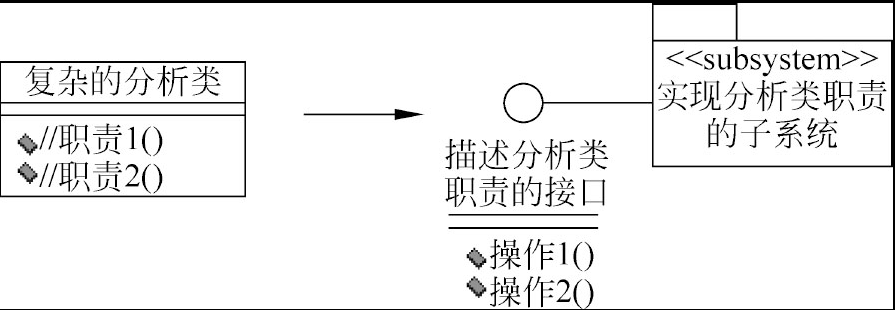 复杂的分析类
//职责1()
//职责2()
描述分析类
职责的接口
操作1()
操作2()
<<subsystem>>
实现分析类职责
的子系统